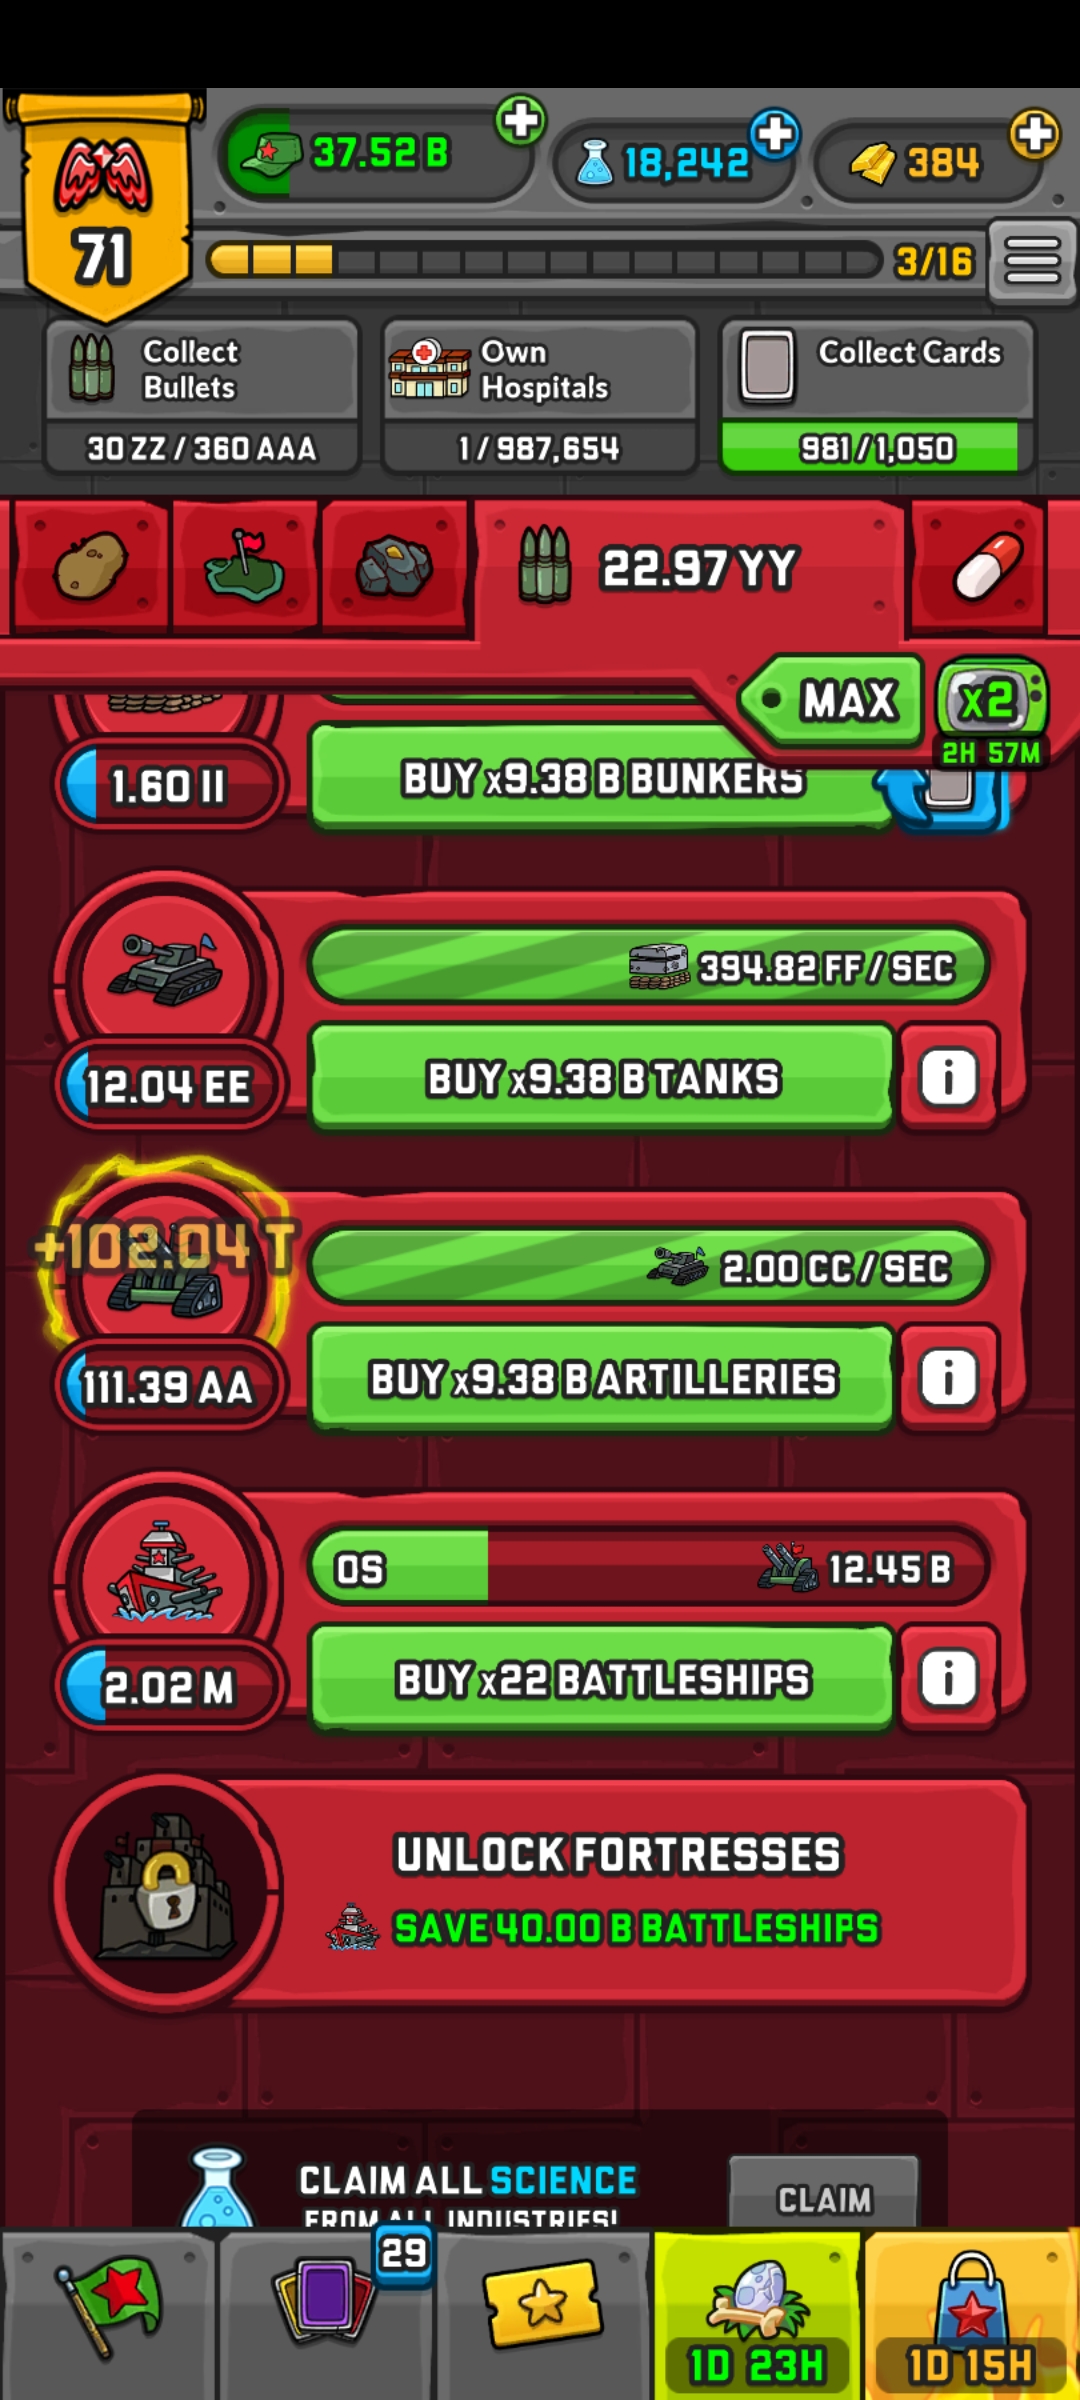 71
37.52 B
18,242
384
3/16
Collect
Bullets
30 ZZ / 360 AAA
Own
Hospitals
1 / 987,654
Collect Cards
981 / 1,050
22.97 YY
MAX
x2
2H 57M
1.60 II
BUY x9.38 B BUNKERS
394.82 FF / SEC
12.04 EE
BUY x9.38 B TANKS
i
+102.04 T
2.00 CC / SEC
111.39 AA
BUY x9.38 B ARTILLERIES
i
0S
12.45 B
2.02 M
BUY x22 BATTLESHIPS
i
UNLOCK FORTRESSES
SAVE 40.00 B BATTLESHIPS
CLAIM ALL SCIENCE
FROM ALL INDUSTRIES!
CLAIM
29
1D 23H
1D 15H